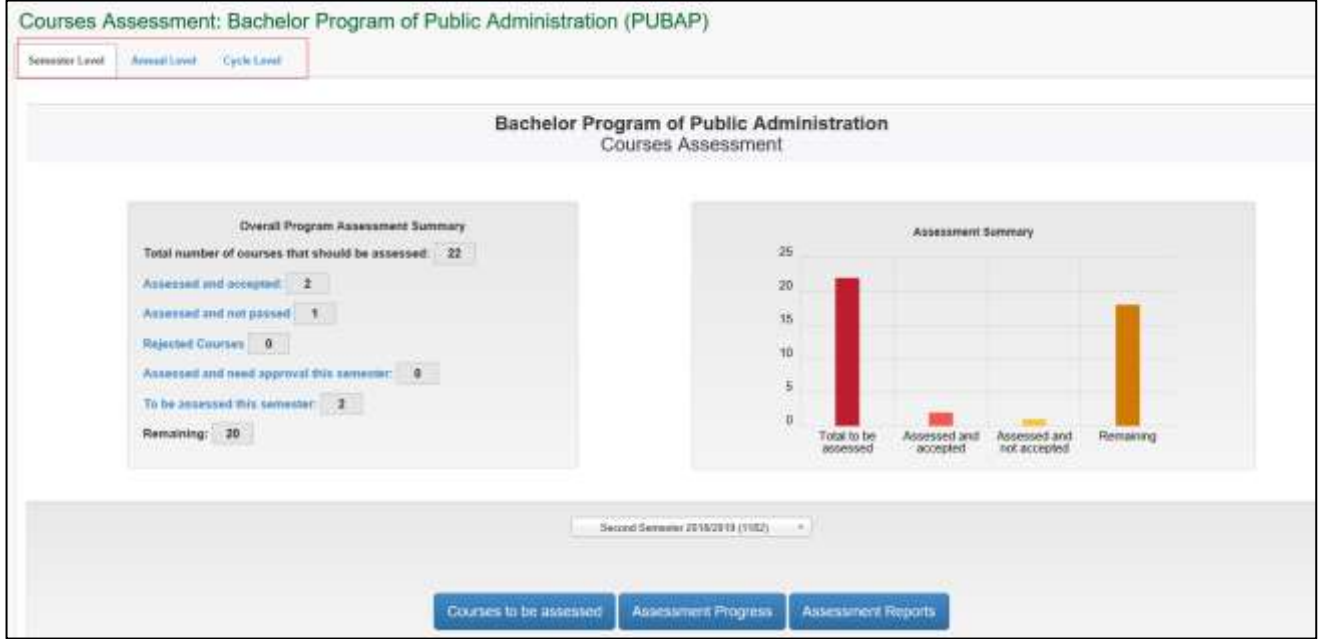 Courses Assessment: Bachelor Program of Public Administration (PUBAP)
Semester Level Annual Level Cycle Level
Bachelor Program of Public Administration
Courses Assessment
Overall Program Assessment Summary
Total number of courses that should be assessed: 22
Assessed and accepted: 2
Assessed and not passed 1
Rejected Courses 0
Assessed and need approval this semester: 0
To be assessed this semester: 2
Remaining: 20
Assessment Summary
25
20
15
10
5
0
Total to be assessed
Assessed and accepted
Assessed and not accepted
Remaining
Second Semester 2018/2019 (1182)
Courses to be assessed Assessment Progress Assessment Reports